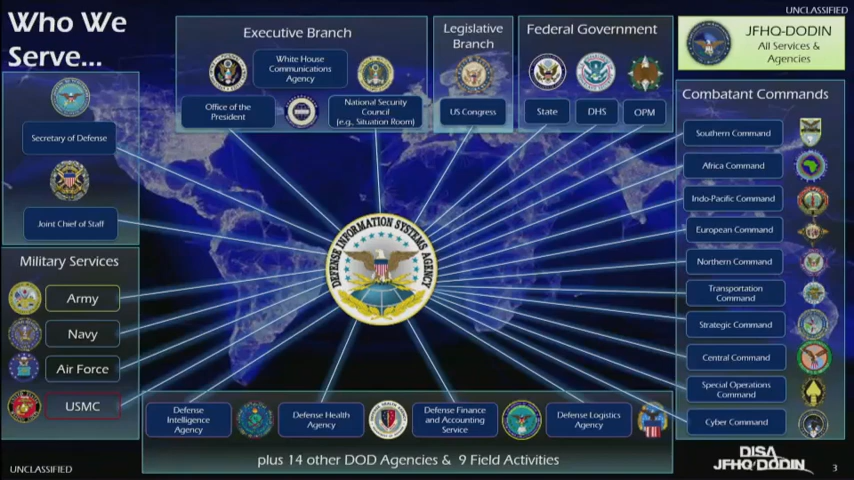 UNCLASSIFIED
Who We
Serve...
Executive Branch
White House
Communications
Agency
Office of the
President
National Security
Council
(e.g., Situation Room)
Legislative
Branch
US Congress
Federal Government
State
DHS
OPM
JFHQ-DODIN
All Services &
Agencies
Secretary of Defense
Joint Chief of Staff
Military Services
Army
Navy
Air Force
USMC
DEFENSE INFORMATION SYSTEMS AGENCY
Combatant Commands
Southern Command
Africa Command
Indo-Pacific Command
European Command
Northern Command
Transportation
Command
Strategic Command
Central Command
Special Operations
Command
Cyber Command
Defense
Intelligence
Agency
Defense Health
Agency
Defense Finance
and Accounting
Service
Defense Logistics
Agency
plus 14 other DOD Agencies & 9 Field Activities
UNCLASSIFIED
DISA
JFHQ DODIN
3